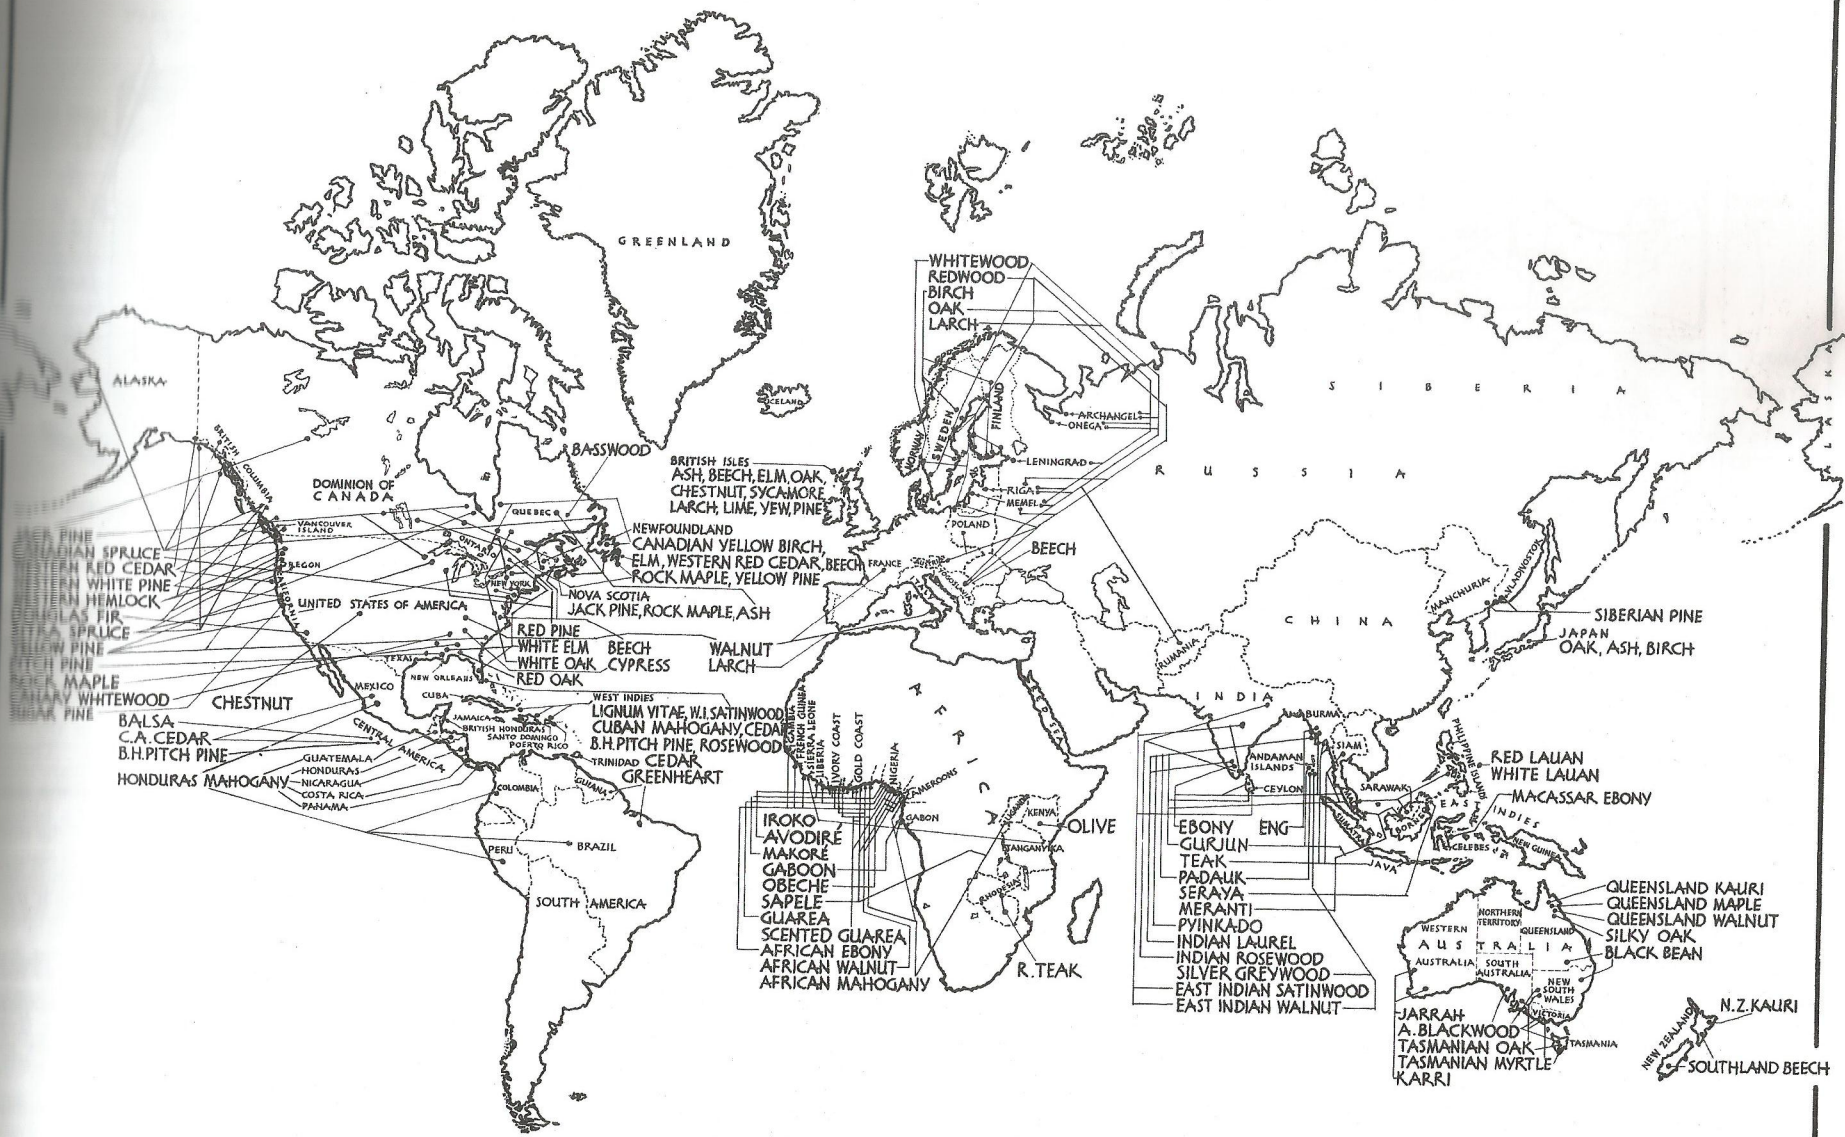 GREENLAND
ALASKA
ICELAND
BRITISH COLUMBIA
DOMINION OF
CANADA
VANCOUVER
ISLAND
OREGON
CALIFORNIA
UNITED STATES OF AMERICA
QUEBEC
ONTARIO
NEW YORK
BASSWOOD
NEWFOUNDLAND
CANADIAN YELLOW BIRCH,
ELM, WESTERN RED CEDAR, BEECH
ROCK MAPLE, YELLOW PINE
NOVA SCOTIA
JACK PINE, ROCK MAPLE, ASH
PINE
CANADIAN SPRUCE
WESTERN RED CEDAR
WESTERN WHITE PINE
WESTERN HEMLOCK
DOUGLAS FIR
SITKA SPRUCE
YELLOW PINE
PITCH PINE
ROCK MAPLE
CANARY WHITEWOOD
SUGAR PINE
CHESTNUT
BALSA
C.A. CEDAR
B.H. PITCH PINE
HONDURAS MAHOGANY
RED PINE
WHITE ELM BEECH
WHITE OAK CYPRESS
RED OAK
WALNUT
LARCH
TEXAS
NEW ORLEANS
MEXICO
CUBA
JAMAICA
BRITISH HONDURAS
SANTO DOMINGO
PORTO RICO
CENTRAL AMERICA
GUATEMALA
HONDURAS
NICARAGUA
COSTA RICA
PANAMA
WEST INDIES
LIGNUM VITAE, W.I. SATINWOOD
CUBAN MAHOGANY, CEDAR
B.H. PITCH PINE, ROSEWOOD
TRINIDAD CEDAR
GREENHEART
COLOMBIA
GUIANA
PERU
BRAZIL
SOUTH AMERICA
BRITISH ISLES
ASH, BEECH, ELM, OAK,
CHESTNUT, SYCAMORE,
LARCH, LIME, YEW, PINE
WHITEWOOD
REDWOOD
BIRCH
OAK
LARCH
NORWAY
SWEDEN
FINLAND
ARCHANGEL
ONEGA
LENINGRAD
RIGA
MEMEL
POLAND
FRANCE
ITALY
BEECH
RUSSIA
SIBERIA
ALASKA
CHINA
MANCHURIA
VLADIVOSTOK
SIBERIAN PINE
JAPAN
OAK, ASH, BIRCH
RUMANIA
INDIA
BURMA
SIAM
ANDAMAN
ISLANDS
CEYLON
RED SEA
AFRICA
GAMBIA
FRENCH GUINEA
SIERRA LEONE
LIBERIA
IVORY COAST
GOLD COAST
NIGERIA
CAMEROONS
GABON
UGANDA
KENYA
TANGANYIKA
RHODESIA
OLIVE
R. TEAK
IROKO
AVODIRÉ
MAKORÉ
GABOON
OBECHE
SAPELE
GUAREA
SCENTED GUAREA
AFRICAN EBONY
AFRICAN WALNUT
AFRICAN MAHOGANY
EBONY ENG
GURJUN
TEAK
PADAUK
SERAYA
MERANTI
PYINKADO
INDIAN LAUREL
INDIAN ROSEWOOD
SILVER GREYWOOD
EAST INDIAN SATINWOOD
EAST INDIAN WALNUT
PHILIPPINE ISLANDS
RED LAUAN
WHITE LAUAN
MACASSAR EBONY
SARAWAK
EAST INDIES
BORNEO
SUMATRA
CELEBES
JAVA
NEW GUINEA
QUEENSLAND KAURI
QUEENSLAND MAPLE
QUEENSLAND WALNUT
SILKY OAK
BLACK BEAN
NORTHERN
TERRITORY
QUEENSLAND
WESTERN
AUSTRALIA
AUSTRALIA
SOUTH
AUSTRALIA
NEW
SOUTH
WALES
VICTORIA
TASMANIA
JARRAH
A. BLACKWOOD
TASMANIAN OAK
TASMANIAN MYRTLE
KARRI
NEW ZEALAND
N.Z. KAURI
SOUTHLAND BEECH